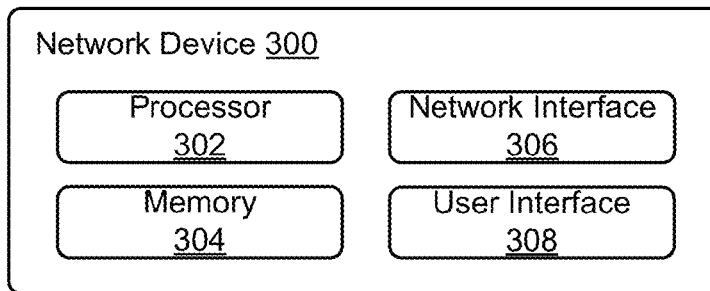 Network Device 300
Processor
302
Network Interface
306
Memory
304
User Interface
308